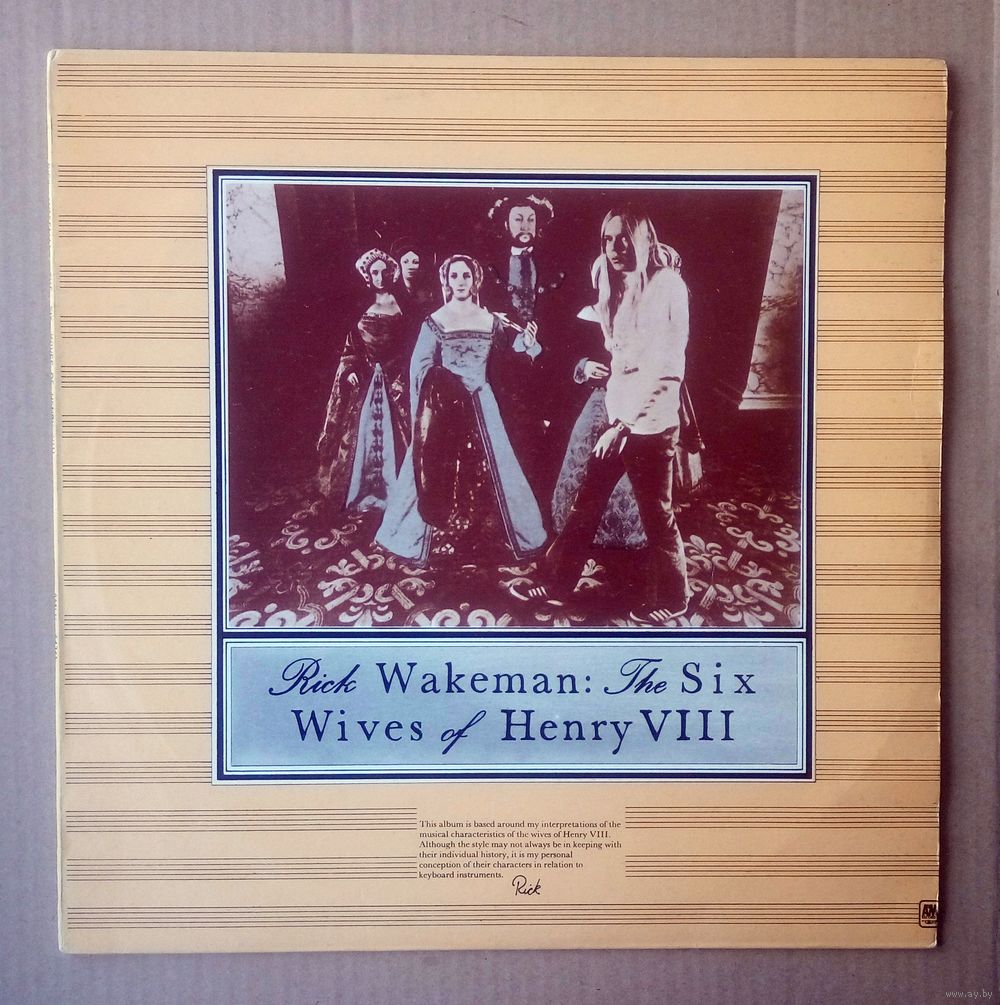 Rick Wakeman: The Six
Wives of Henry VIII
This album is based around my interpretations of the
musical characteristics of the wives of Henry VIII.
Although the style may not always be in keeping with
their individual history, it is my personal
conception of their characters in relation to
keyboard instruments.
Rick
A&M
www.ay.by